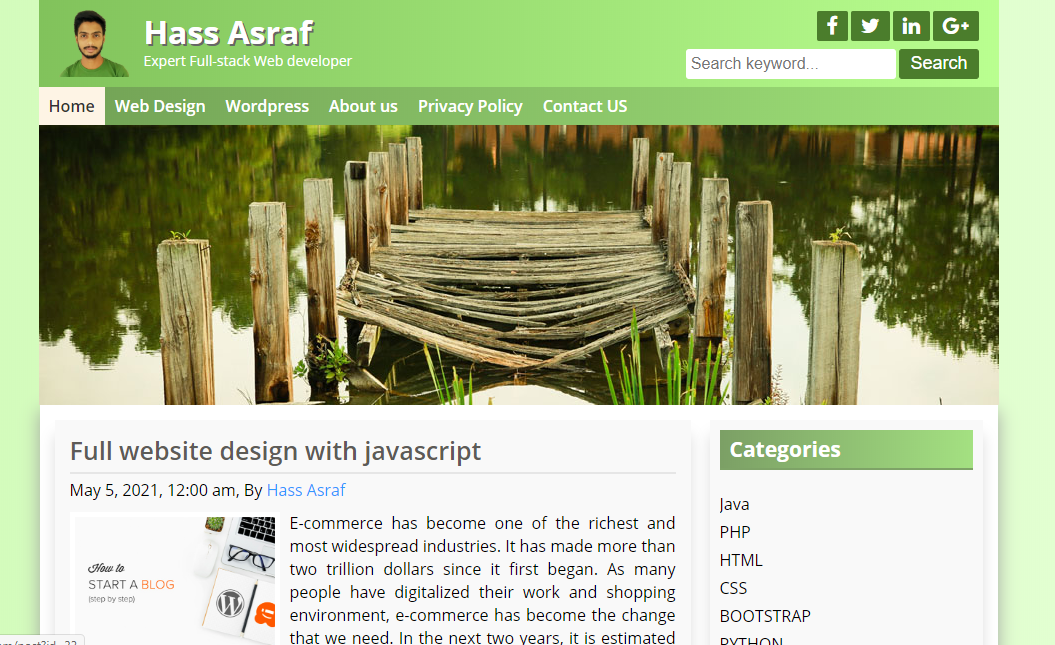 Hass Asraf
Expert Full-stack Web developer
f
in
G+
Search keyword...
Search
Home Web Design Wordpress About us Privacy Policy Contact US
Full website design with javascript
May 5, 2021, 12:00 am, By Hass Asraf
How to
START A BLOG
(step by step)
E-commerce has become one of the richest and
most widespread industries. It has made more than
two trillion dollars since it first began. As many
people have digitalized their work and shopping
environment, e-commerce has become the change
that we need. In the next two years, it is estimated
Categories
Java
PHP
HTML
CSS
BOOTSTRAP
PYTHON